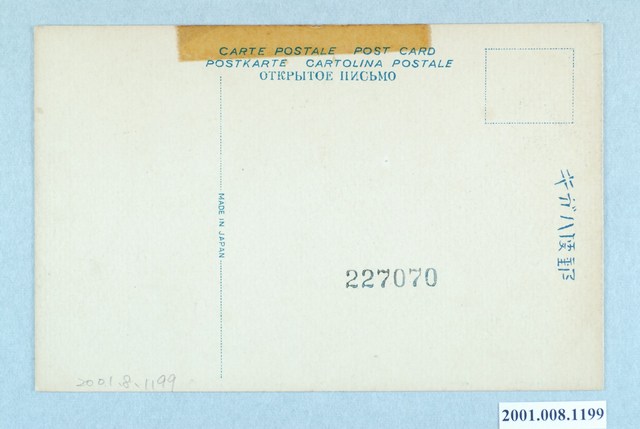 CARTE POSTALE POST CARD
POSTKARTE CARTOLINA POSTALE
ОТКРЫТОЕ ПИСЬМО
郵便ハガキ
MADE IN JAPAN
227070
2001.8.1199
2001.008.1199